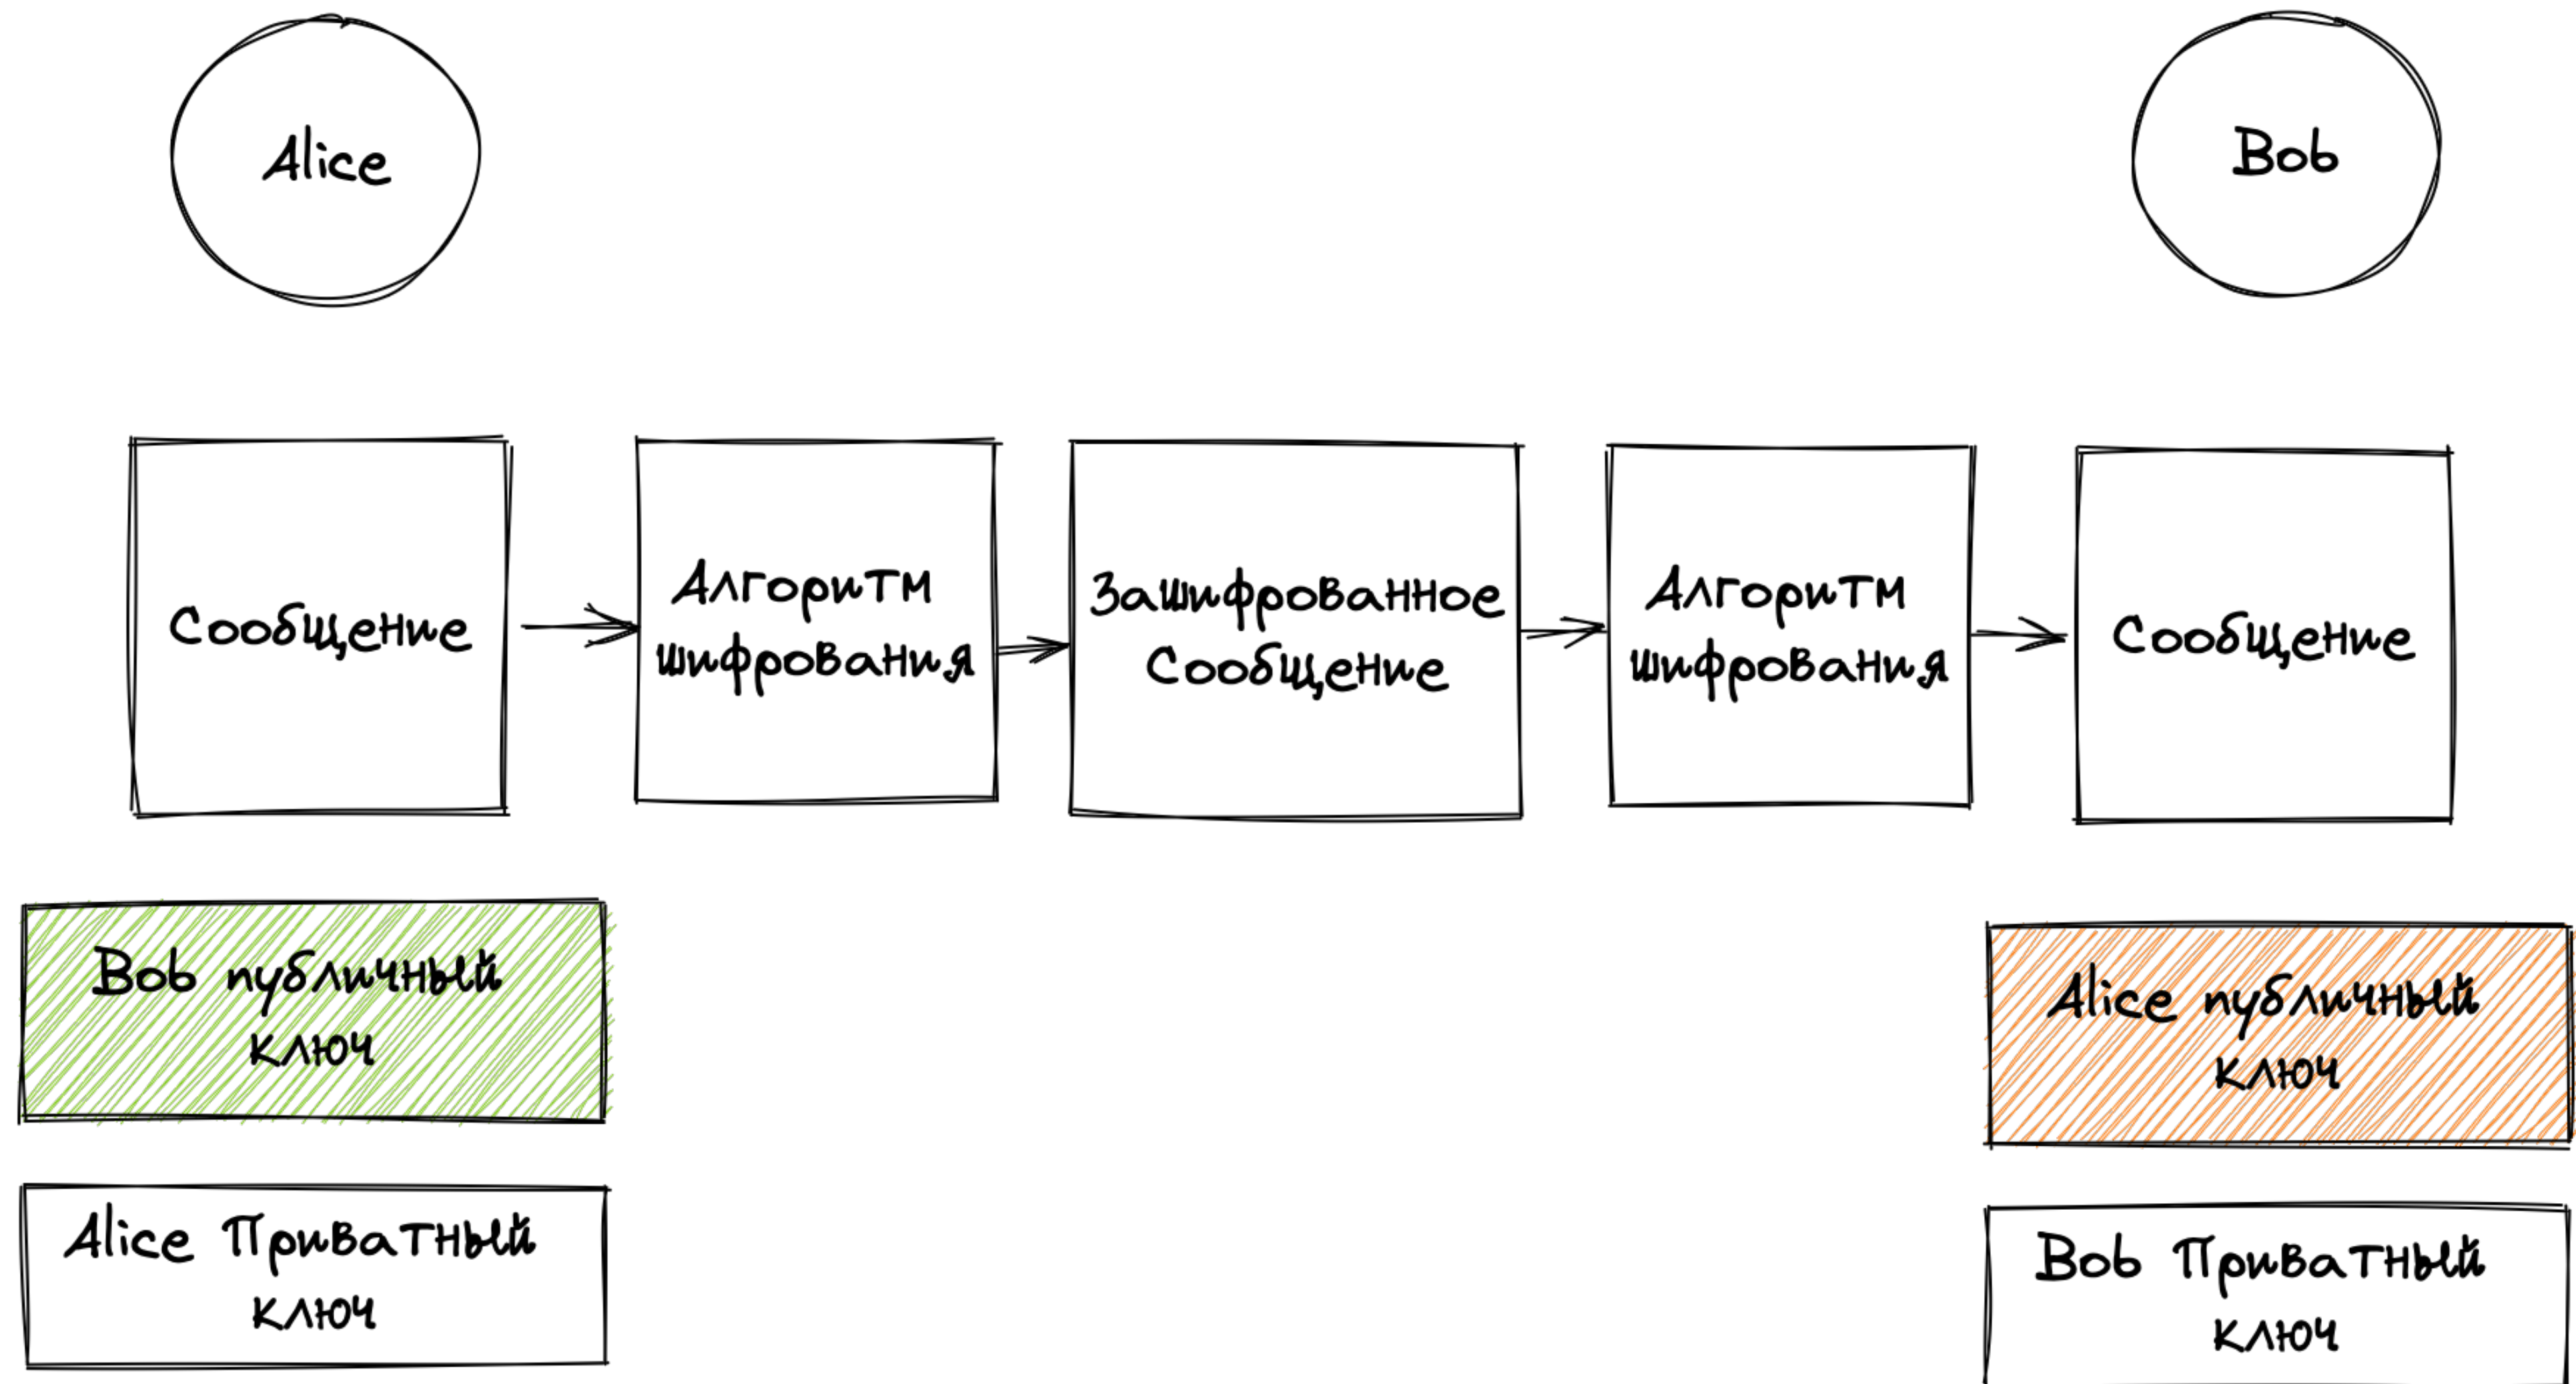 Alice
Bob
Сообщение
Алгоритм
шифрования
Зашифрованное
Сообщение
Алгоритм
шифрования
Сообщение
Bob публичный
ключ
Alice публичный
ключ
Alice Приватный
ключ
Bob Приватный
ключ